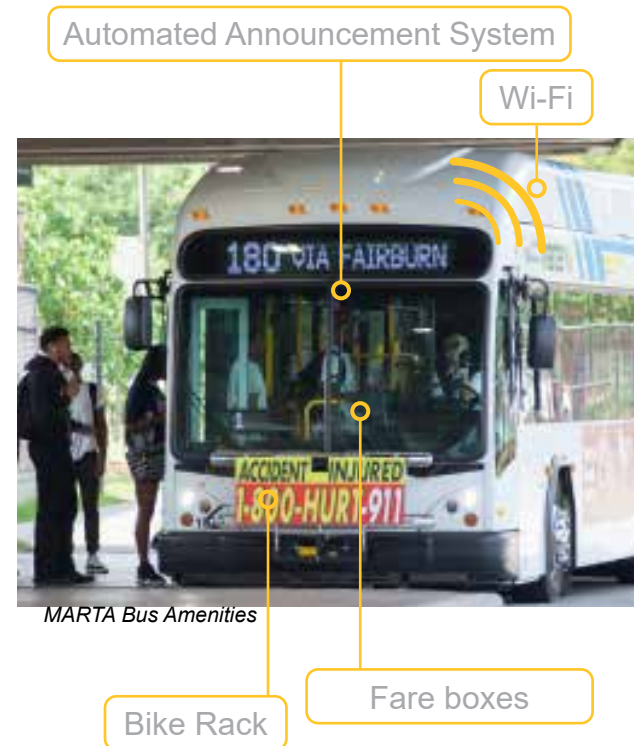 Automated Announcement System
Wi-Fi
180 VIA FAIRBURN
ACCIDENT INJURED
1-800-HURT-911
MARTA Bus Amenities
Fare boxes
Bike Rack